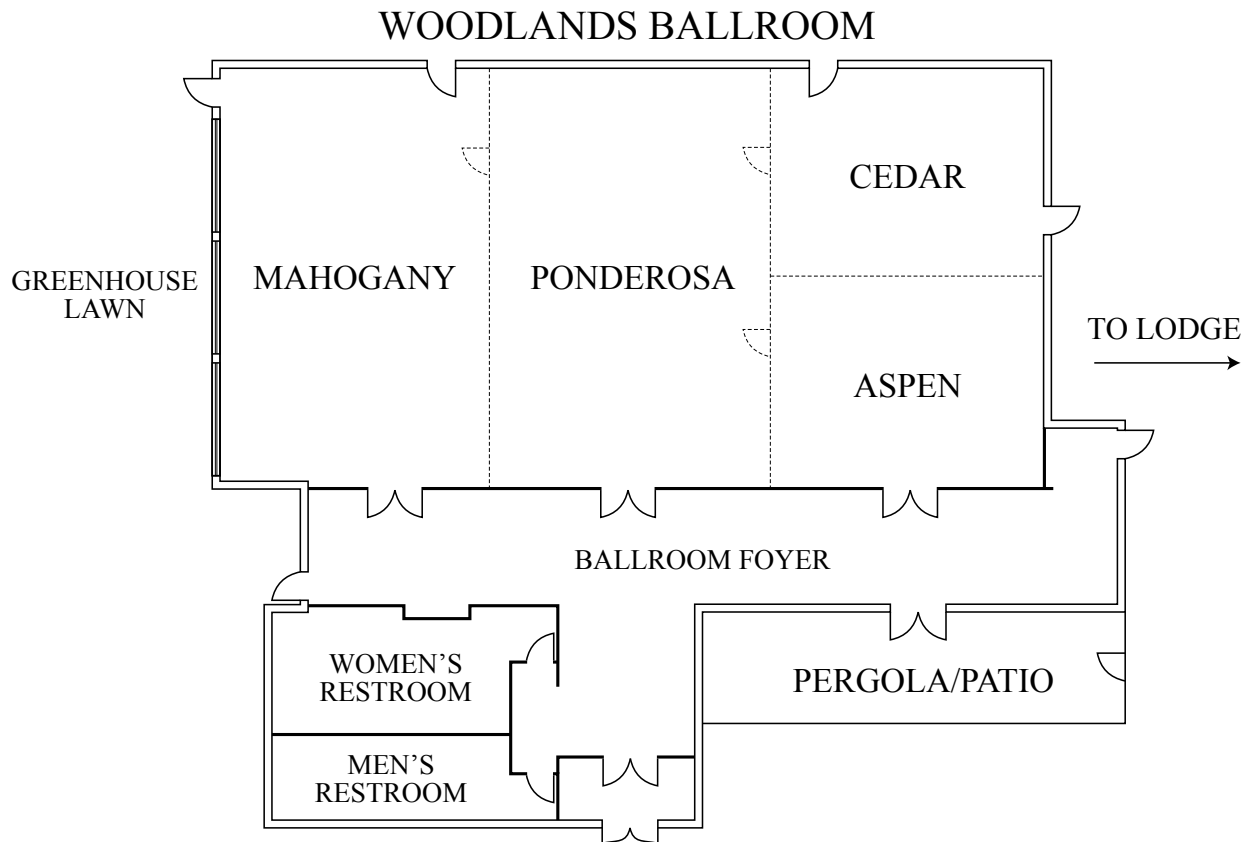 WOODLANDS BALLROOM
CEDAR
GREENHOUSE
LAWN
MAHOGANY
PONDEROSA
TO LODGE
ASPEN
BALLROOM FOYER
WOMEN’S
RESTROOM
PERGOLA/PATIO
MEN’S
RESTROOM